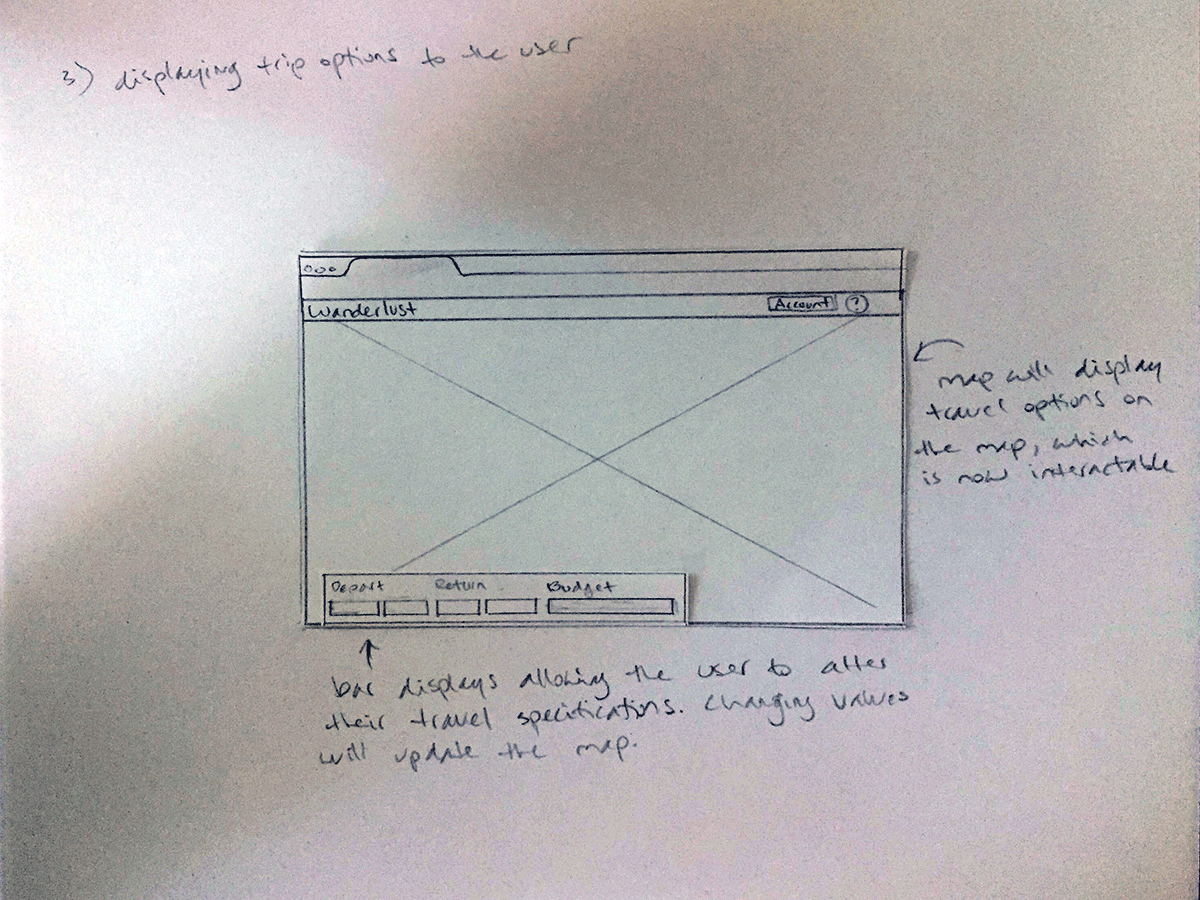 3) displaying trip options to the user
Wanderlust
Account
?
map will display
travel options on
the map, which
is now interactable
Depart Return Budget
bar displays allowing the user to alter
their travel specifications. Changing values
will update the map.